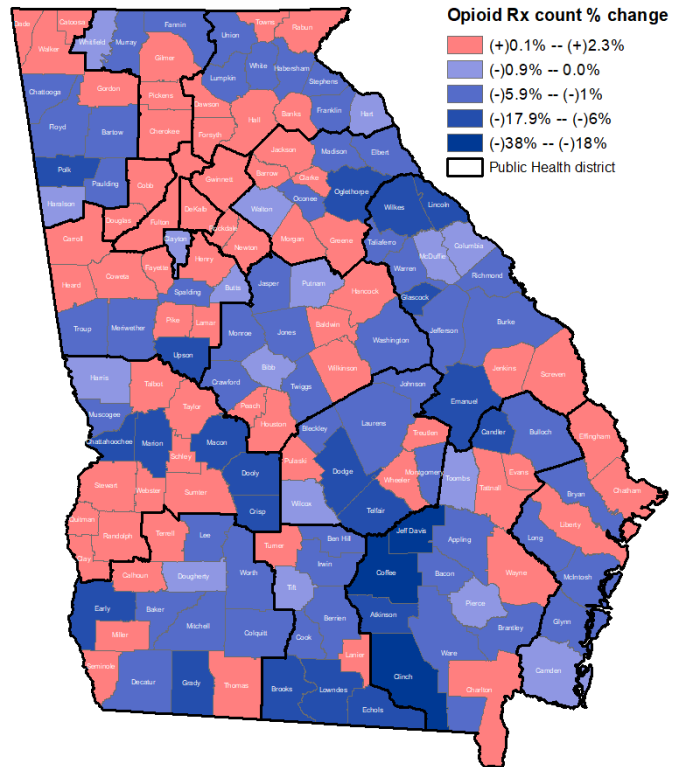 Opioid Rx count % change
(+)0.1% -- (+)2.3%
(-)0.9% -- 0.0%
(-)5.9% -- (-)1%
(-)17.9% -- (-)6%
(-)38% -- (-)18%
Public Health district
Dade
Catoosa
Whitfield
Murray
Fannin
Union
Towns
Rabun
Walker
Gilmer
White
Habersham
Lumpkin
Stephens
Chatooga
Gordon
Pickens
Dawson
Hall
Banks
Franklin
Hart
Floyd
Bartow
Cherokee
Forsyth
Jackson
Madison
Elbert
Polk
Paulding
Cobb
Gwinnett
Barrow
Clarke
Oglethorpe
Wilkes
Lincoln
Haralson
Douglas
Fulton
DeKalb
Rockdale
Walton
Oconee
Carroll
Clayton
Henry
Newton
Morgan
Greene
Taliaferro
McDuffie
Columbia
Heard
Coweta
Fayette
Spalding
Butts
Jasper
Putnam
Hancock
Warren
Richmond
Glascock
Troup
Meriwether
Pike
Lamar
Monroe
Jones
Baldwin
Washington
Jefferson
Burke
Upson
Harris
Talbot
Crawford
Bibb
Twiggs
Wilkinson
Johnson
Jenkins
Screven
Muscogee
Taylor
Peach
Houston
Bleckley
Laurens
Emanuel
Candler
Bulloch
Effingham
Chattahoochee
Marion
Macon
Schley
Dooly
Pulaski
Dodge
Treutlen
Wheeler
Montgomery
Toombs
Tattnall
Evans
Bryan
Chatham
Stewart
Webster
Sumter
Crisp
Wilcox
Telfair
Liberty
Quitman
Randolph
Terrell
Lee
Turner
Ben Hill
Jeff Davis
Appling
Long
Clay
Calhoun
Dougherty
Worth
Irwin
Tift
Coffee
Bacon
Wayne
McIntosh
Early
Baker
Mitchell
Colquitt
Cook
Berrien
Atkinson
Pierce
Brantley
Glynn
Miller
Seminole
Decatur
Grady
Thomas
Brooks
Lowndes
Lanier
Clinch
Ware
Charlton
Camden
Echols